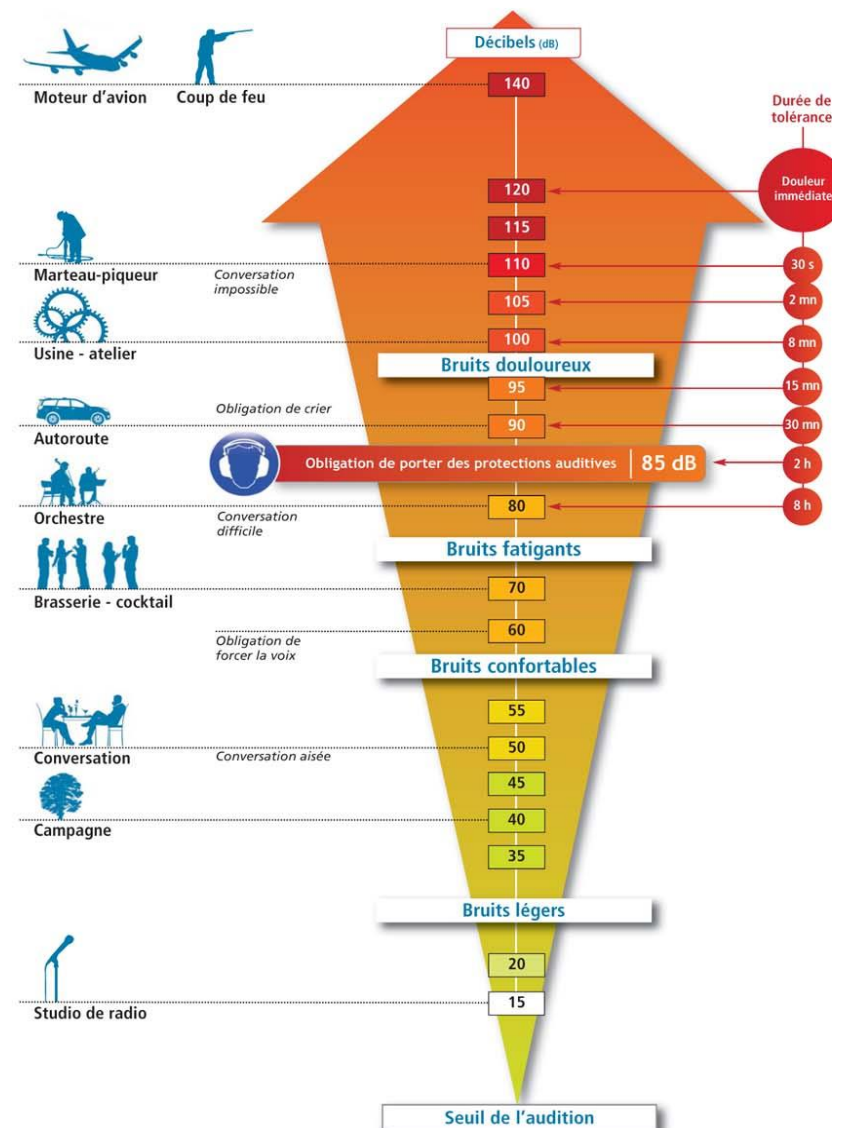 Décibels (dB)
Moteur d'avion
Coup de feu
140
Durée de
tolérance
120
Douleur
immédiate
115
Marteau-piqueur
Conversation
impossible
110
30 s
105
2 mn
Usine - atelier
100
8 mn
Bruits douloureux
95
15 mn
Autoroute
Obligation de crier
90
30 mn
Obligation de porter des protections auditives
85 dB
2 h
Orchestre
Conversation
difficile
80
8 h
Bruits fatigants
Brasserie - cocktail
70
Obligation de
forcer la voix
60
Bruits confortables
55
Conversation
Conversation aisée
50
45
Campagne
40
35
Bruits légers
20
Studio de radio
15
Seuil de l'audition